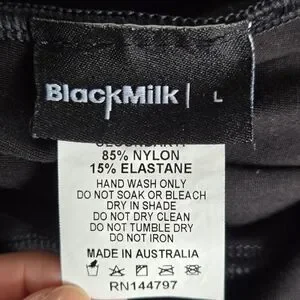 BlackMilk | L
85% NYLON
15% ELASTANE
HAND WASH ONLY
DO NOT SOAK OR BLEACH
DRY IN SHADE
DO NOT DRY CLEAN
DO NOT TUMBLE DRY
DO NOT IRON
MADE IN AUSTRALIA
RN144797